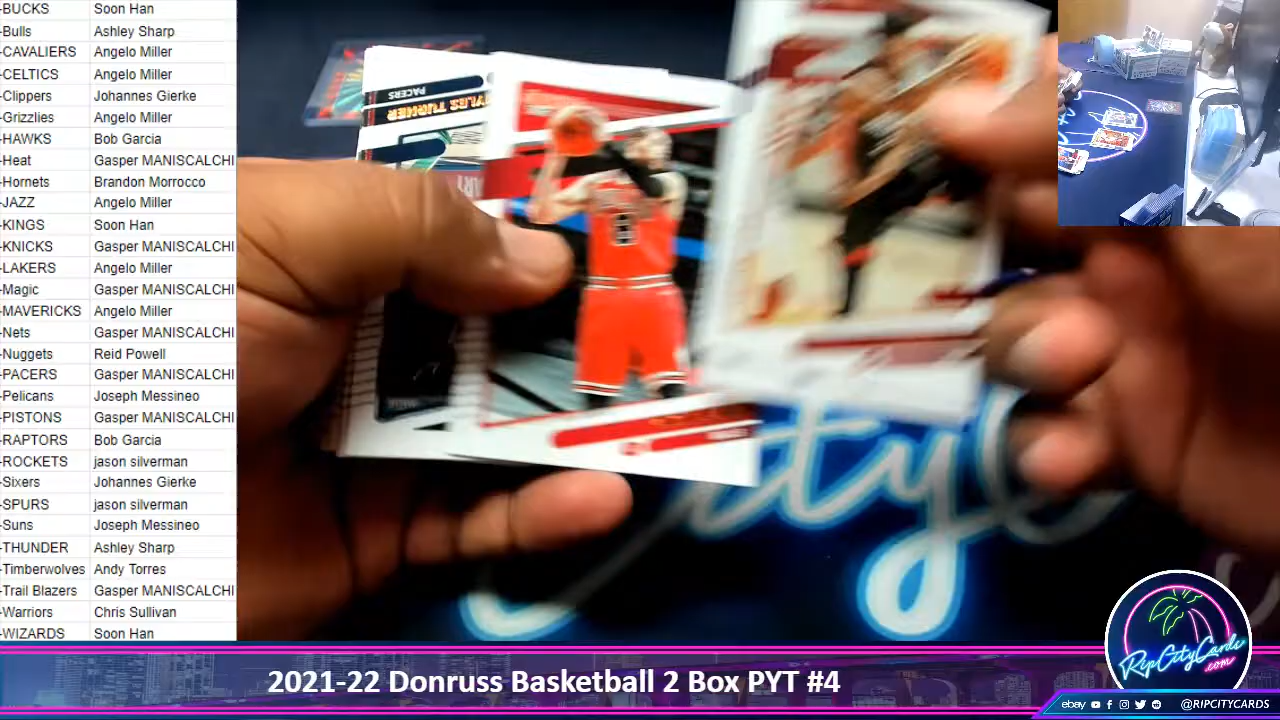 -BUCKS Soon Han
-Bulls Ashley Sharp
-CAVALIERS Angelo Miller
-CELTICS Angelo Miller
-Clippers Johannes Gierke
-Grizzlies Angelo Miller
-HAWKS Bob Garcia
-Heat Gasper MANISCALCHI
-Hornets Brandon Morrocco
-JAZZ Angelo Miller
-KINGS Soon Han
-KNICKS Gasper MANISCALCHI
-LAKERS Angelo Miller
-Magic Gasper MANISCALCHI
-MAVERICKS Angelo Miller
-Nets Gasper MANISCALCHI
-Nuggets Reid Powell
-PACERS Gasper MANISCALCHI
-Pelicans Joseph Messineo
-PISTONS Gasper MANISCALCHI
-RAPTORS Bob Garcia
-ROCKETS jason silverman
-Sixers Johannes Gierke
-SPURS jason silverman
-Suns Joseph Messineo
-THUNDER Ashley Sharp
-Timberwolves Andy Torres
-Trail Blazers Gasper MANISCALCHI
-Warriors Chris Sullivan
-WIZARDS Soon Han
PACERS
MYLES TURNER
ity
RipCityCards
.com
2021-22 Donruss Basketball 2 Box PYT #4
ebay @RIPCITYCARDS